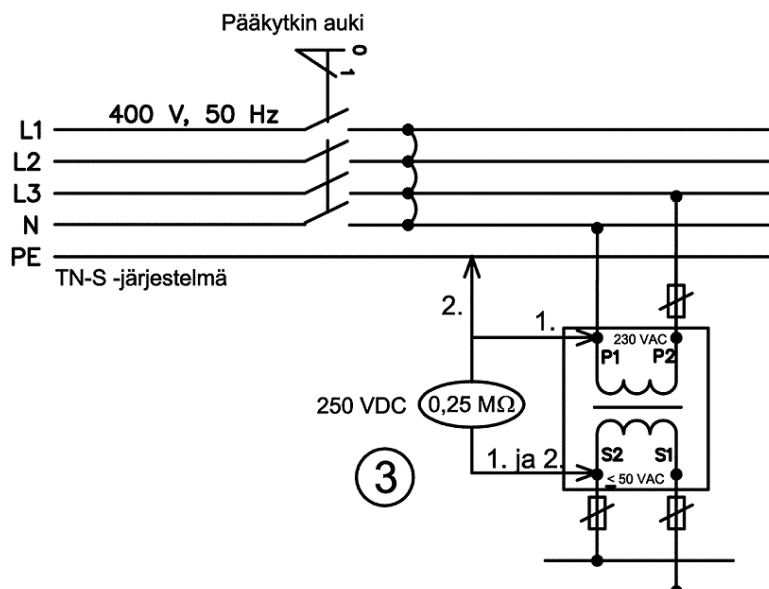 Pääkytkin auki
0
1
400 V, 50 Hz
L1
L2
L3
N
PE
TN-S -järjestelmä
2.
1.
230 VAC
P1 P2
250 VDC
0,25 MΩ
1. ja 2.
3
S2 S1
≤ 50 VAC